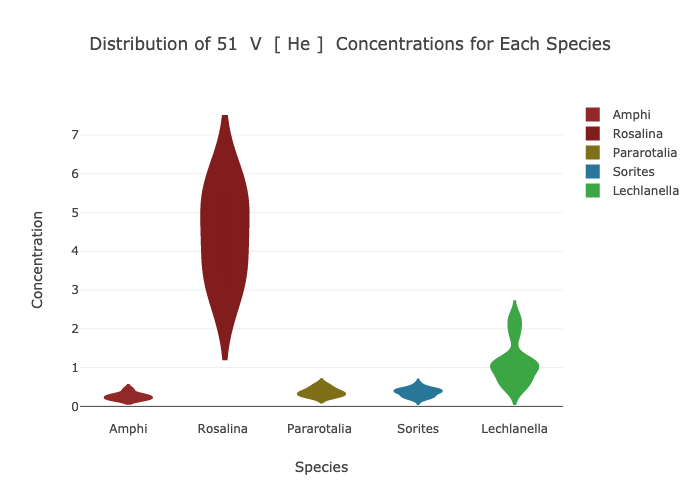 Distribution of 51 V [ He ] Concentrations for Each Species
Amphi
Rosalina
Pararotalia
Sorites
Lechlanella
7
6
5
4
3
2
1
0
Concentration
Amphi Rosalina Pararotalia Sorites Lechlanella
Species